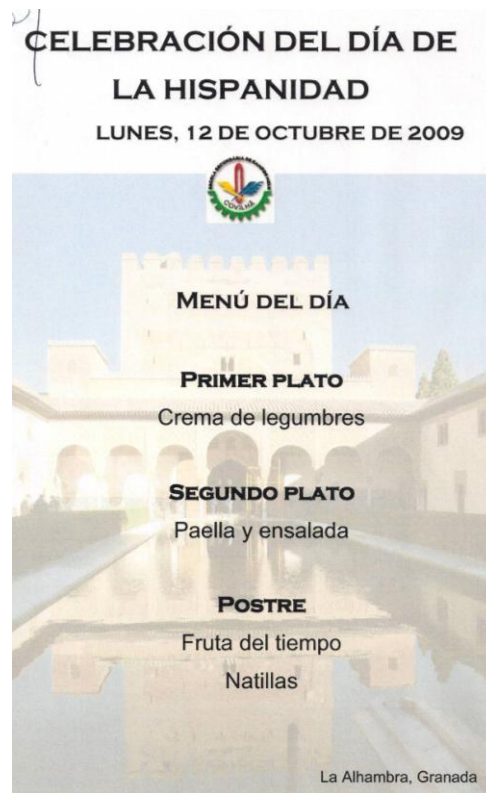 CELEBRACIÓN DEL DÍA DE
LA HISPANIDAD
LUNES, 12 DE OCTUBRE DE 2009
COVILHÃ
MENÚ DEL DÍA
PRIMER PLATO
Crema de legumbres
SEGUNDO PLATO
Paella y ensalada
POSTRE
Fruta del tiempo
Natillas
La Alhambra, Granada